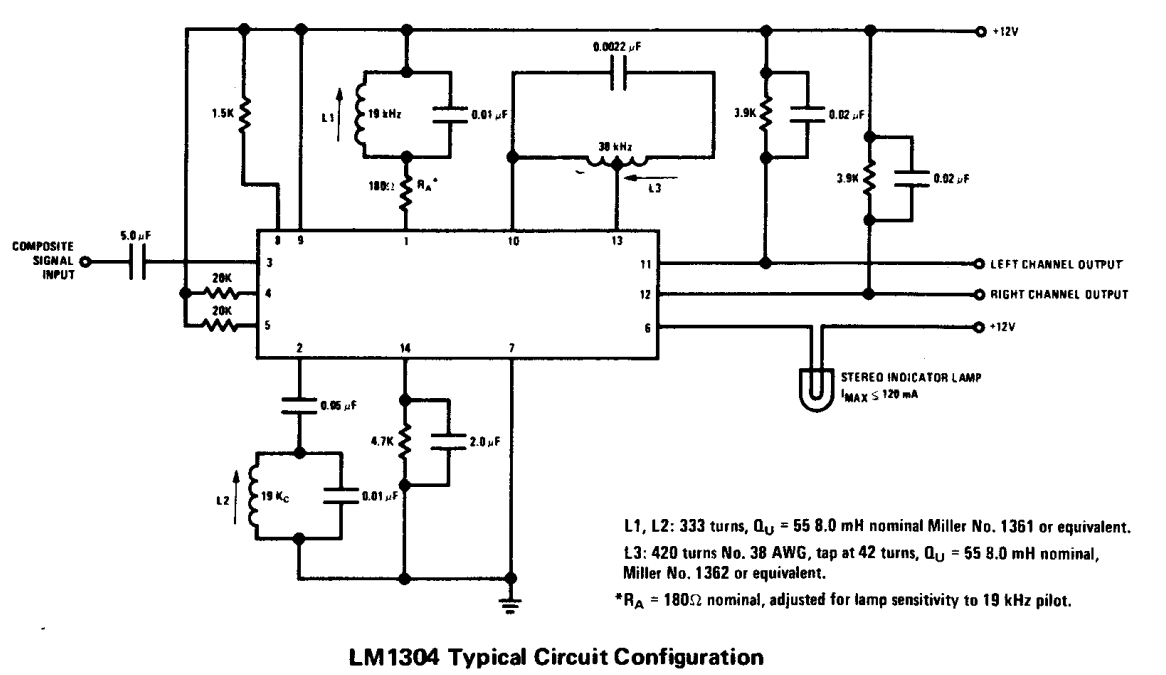 +12V
0.0022 µF
1.5K
L1
19 kHz
0.01 µF
38 kHz
L3
3.9K
0.02 µF
3.9K
0.02 µF
180Ω
RA*
8
9
1
10
13
COMPOSITE
SIGNAL
INPUT
5.0 µF
3
20K
4
20K
5
11
LEFT CHANNEL OUTPUT
12
RIGHT CHANNEL OUTPUT
6
+12V
2
14
7
STEREO INDICATOR LAMP
IMAX ≤ 120 mA
0.05 µF
4.7K
2.0 µF
L2
19 KC
0.01 µF
L1, L2: 333 turns, QU = 55 8.0 mH nominal Miller No. 1361 or equivalent.
L3: 420 turns No. 38 AWG, tap at 42 turns, QU = 55 8.0 mH nominal,
Miller No. 1362 or equivalent.
*RA = 180Ω nominal, adjusted for lamp sensitivity to 19 kHz pilot.
LM1304 Typical Circuit Configuration